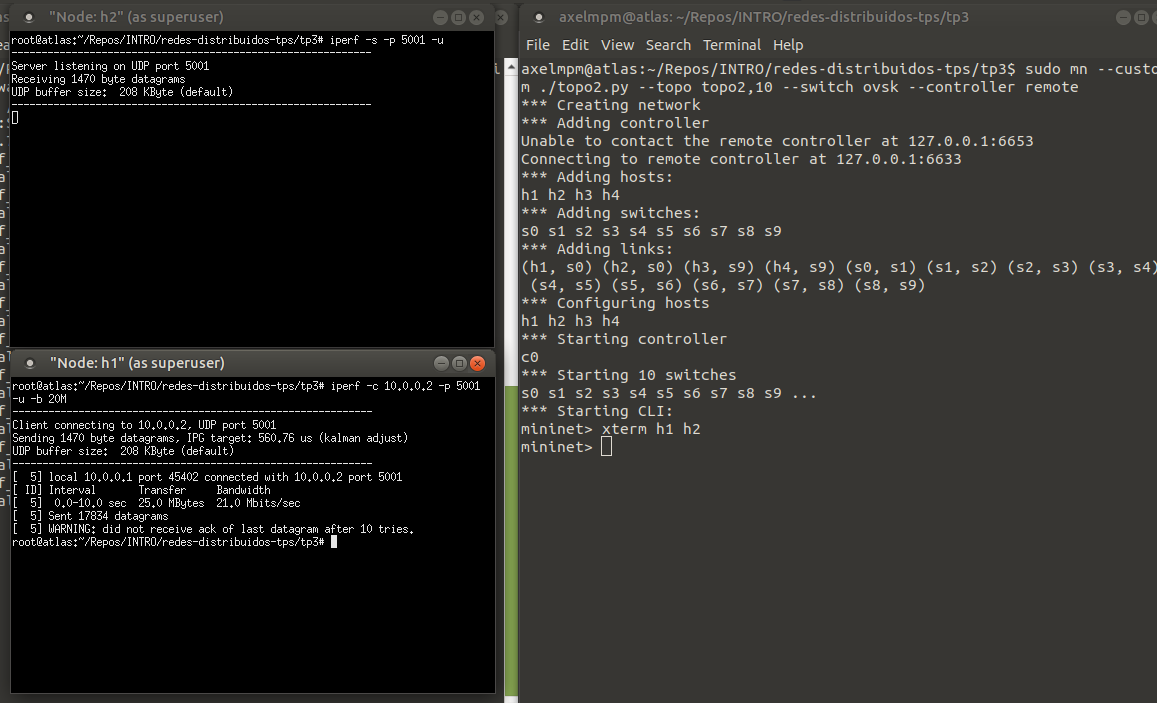 "Node: h2" (as superuser)
root@atlas:~/Repos/INTRO/redes-distribuidos-tps/tp3# iperf -s -p 5001 -u
------------------------------------------------------------
Server listening on UDP port 5001
Receiving 1470 byte datagrams
UDP buffer size:  208 KByte (default)
------------------------------------------------------------
"Node: h1" (as superuser)
root@atlas:~/Repos/INTRO/redes-distribuidos-tps/tp3# iperf -c 10.0.0.2 -p 5001
-u -b 20M
------------------------------------------------------------
Client connecting to 10.0.0.2, UDP port 5001
Sending 1470 byte datagrams, IPG target: 560.76 us (kalman adjust)
UDP buffer size:  208 KByte (default)
------------------------------------------------------------
[  5] local 10.0.0.1 port 45402 connected with 10.0.0.2 port 5001
[ ID] Interval       Transfer     Bandwidth
[  5]  0.0-10.0 sec  25.0 MBytes  21.0 Mbits/sec
[  5] Sent 17834 datagrams
[  5] WARNING: did not receive ack of last datagram after 10 tries.
root@atlas:~/Repos/INTRO/redes-distribuidos-tps/tp3#
axelmpm@atlas: ~/Repos/INTRO/redes-distribuidos-tps/tp3
File Edit View Search Terminal Help
axelmpm@atlas:~/Repos/INTRO/redes-distribuidos-tps/tp3$ sudo mn --custo
m ./topo2.py --topo topo2,10 --switch ovsk --controller remote
*** Creating network
*** Adding controller
Unable to contact the remote controller at 127.0.0.1:6653
Connecting to remote controller at 127.0.0.1:6633
*** Adding hosts:
h1 h2 h3 h4
*** Adding switches:
s0 s1 s2 s3 s4 s5 s6 s7 s8 s9
*** Adding links:
(h1, s0) (h2, s0) (h3, s9) (h4, s9) (s0, s1) (s1, s2) (s2, s3) (s3, s4)
(s4, s5) (s5, s6) (s6, s7) (s7, s8) (s8, s9)
*** Configuring hosts
h1 h2 h3 h4
*** Starting controller
c0
*** Starting 10 switches
s0 s1 s2 s3 s4 s5 s6 s7 s8 s9 ...
*** Starting CLI:
mininet> xterm h1 h2
mininet>